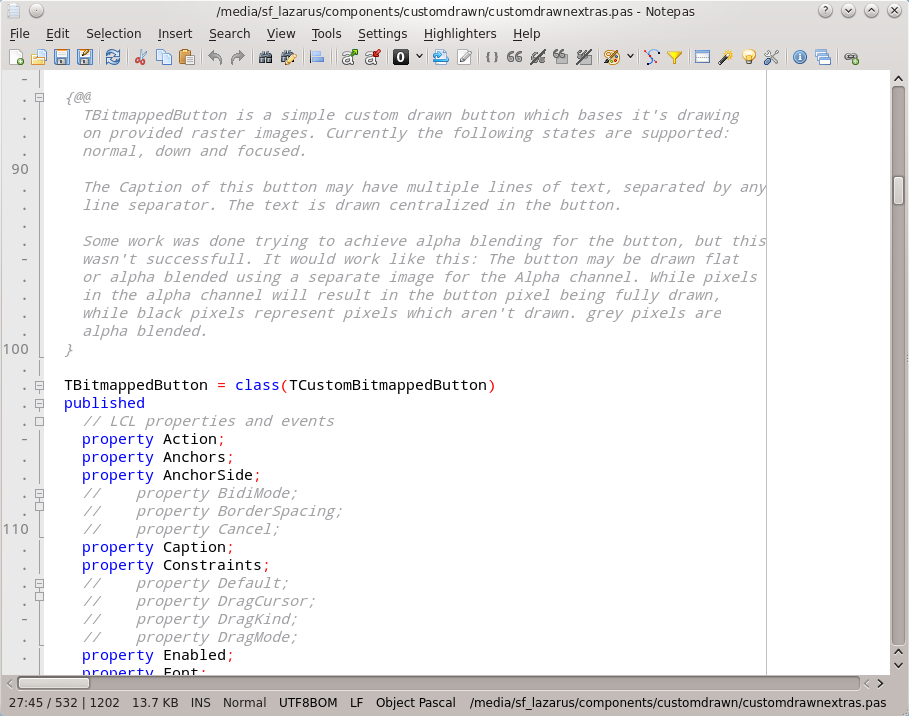 /media/sf_lazarus/components/customdrawn/customdrawnextras.pas - Notepas
File Edit Selection Insert Search View Tools Settings Highlighters Help
{@@
TBitmappedButton is a simple custom drawn button which bases it's drawing
on provided raster images. Currently the following states are supported:
normal, down and focused.
90
The Caption of this button may have multiple lines of text, separated by any
line separator. The text is drawn centralized in the button.
Some work was done trying to achieve alpha blending for the button, but this
wasn't successfull. It would work like this: The button may be drawn flat
or alpha blended using a separate image for the Alpha channel. While pixels
in the alpha channel will result in the button pixel being fully drawn,
while black pixels represent pixels which aren't drawn. grey pixels are
alpha blended.
100 }
TBitmappedButton = class(TCustomBitmappedButton)
published
// LCL properties and events
property Action;
property Anchors;
property AnchorSide;
// property BidiMode;
// property BorderSpacing;
110 // property Cancel;
property Caption;
property Constraints;
// property Default;
// property DragCursor;
// property DragKind;
// property DragMode;
property Enabled;
property Font;
27:45 / 532 | 1202 13.7 KB INS Normal UTF8BOM LF Object Pascal /media/sf_lazarus/components/customdrawn/customdrawnextras.pas